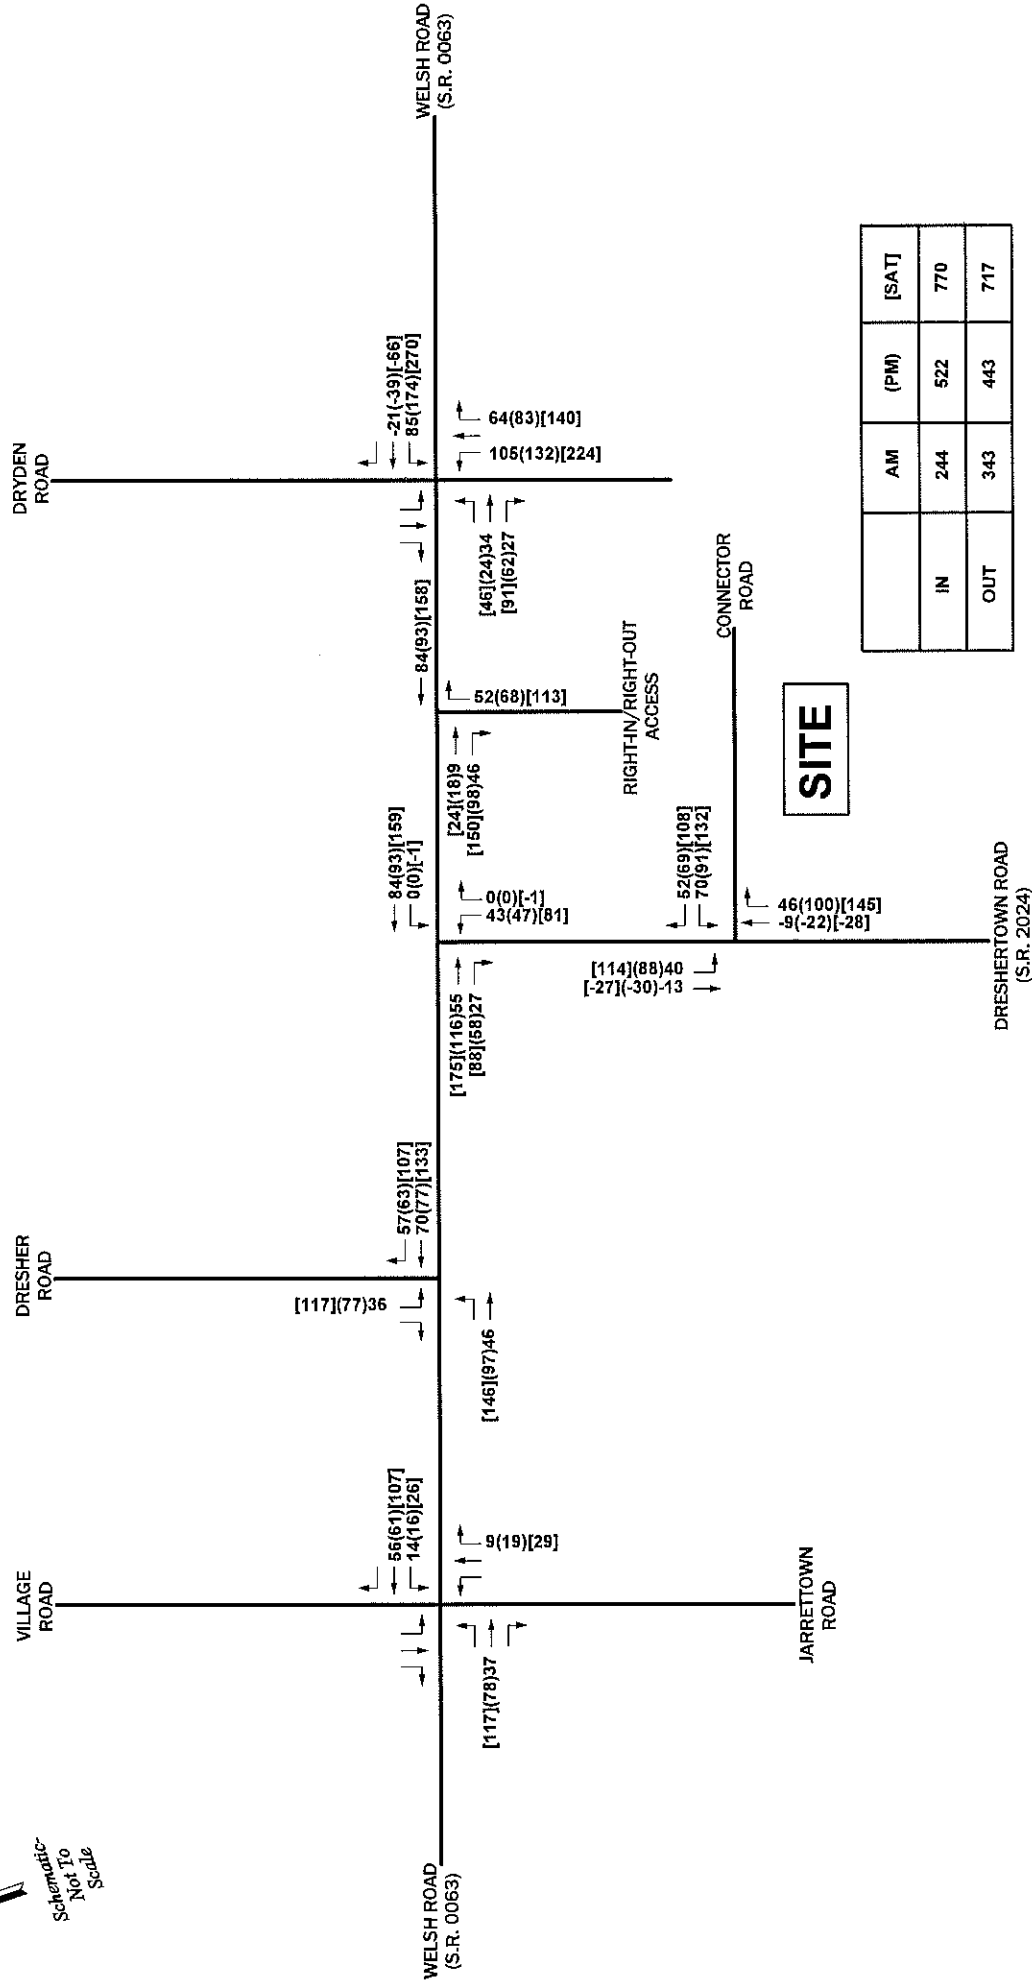 Schematic-
Not To
Scale
WELSH ROAD
(S.R. 0063)
VILLAGE
ROAD
56(61)[107]
14(16)[26]
[117](78)37
9(19)[29]
JARRETTOWN
ROAD
DRESHER
ROAD
[117](77)36
57(63)[107]
70(77)[133]
[146](97)46
84(93)[159]
0(0)[-1]
[175](116)55
[88](58)27
0(0)[-1]
43(47)[81]
[114](88)40
[-27](-30)-13
52(69)[108]
70(91)[132]
46(100)[145]
-9(-22)[-28]
DRESHERTOWN ROAD
(S.R. 2024)
CONNECTOR
ROAD
SITE
84(93)[158]
[24](18)9
[150](98)46
52(68)[113]
RIGHT-IN/RIGHT-OUT
ACCESS
DRYDEN
ROAD
-21(-39)[-66]
85(174)[270]
[46](24)34
[91](62)27
64(83)[140]
105(132)[224]
WELSH ROAD
(S.R. 0063)
AM (PM) [SAT]
IN 244 522 770
OUT 343 443 717